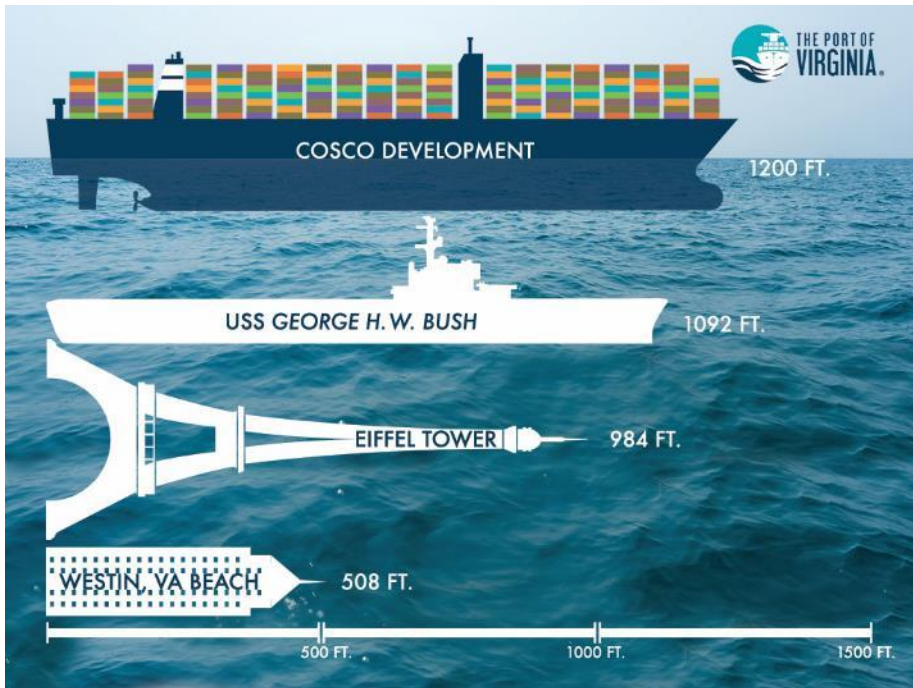 THE PORT OF
VIRGINIA®
COSCO DEVELOPMENT
1200 FT.
USS GEORGE H.W. BUSH
1092 FT.
EIFFEL TOWER
984 FT.
WESTIN, VA BEACH
508 FT.
500 FT.
1000 FT.
1500 FT.